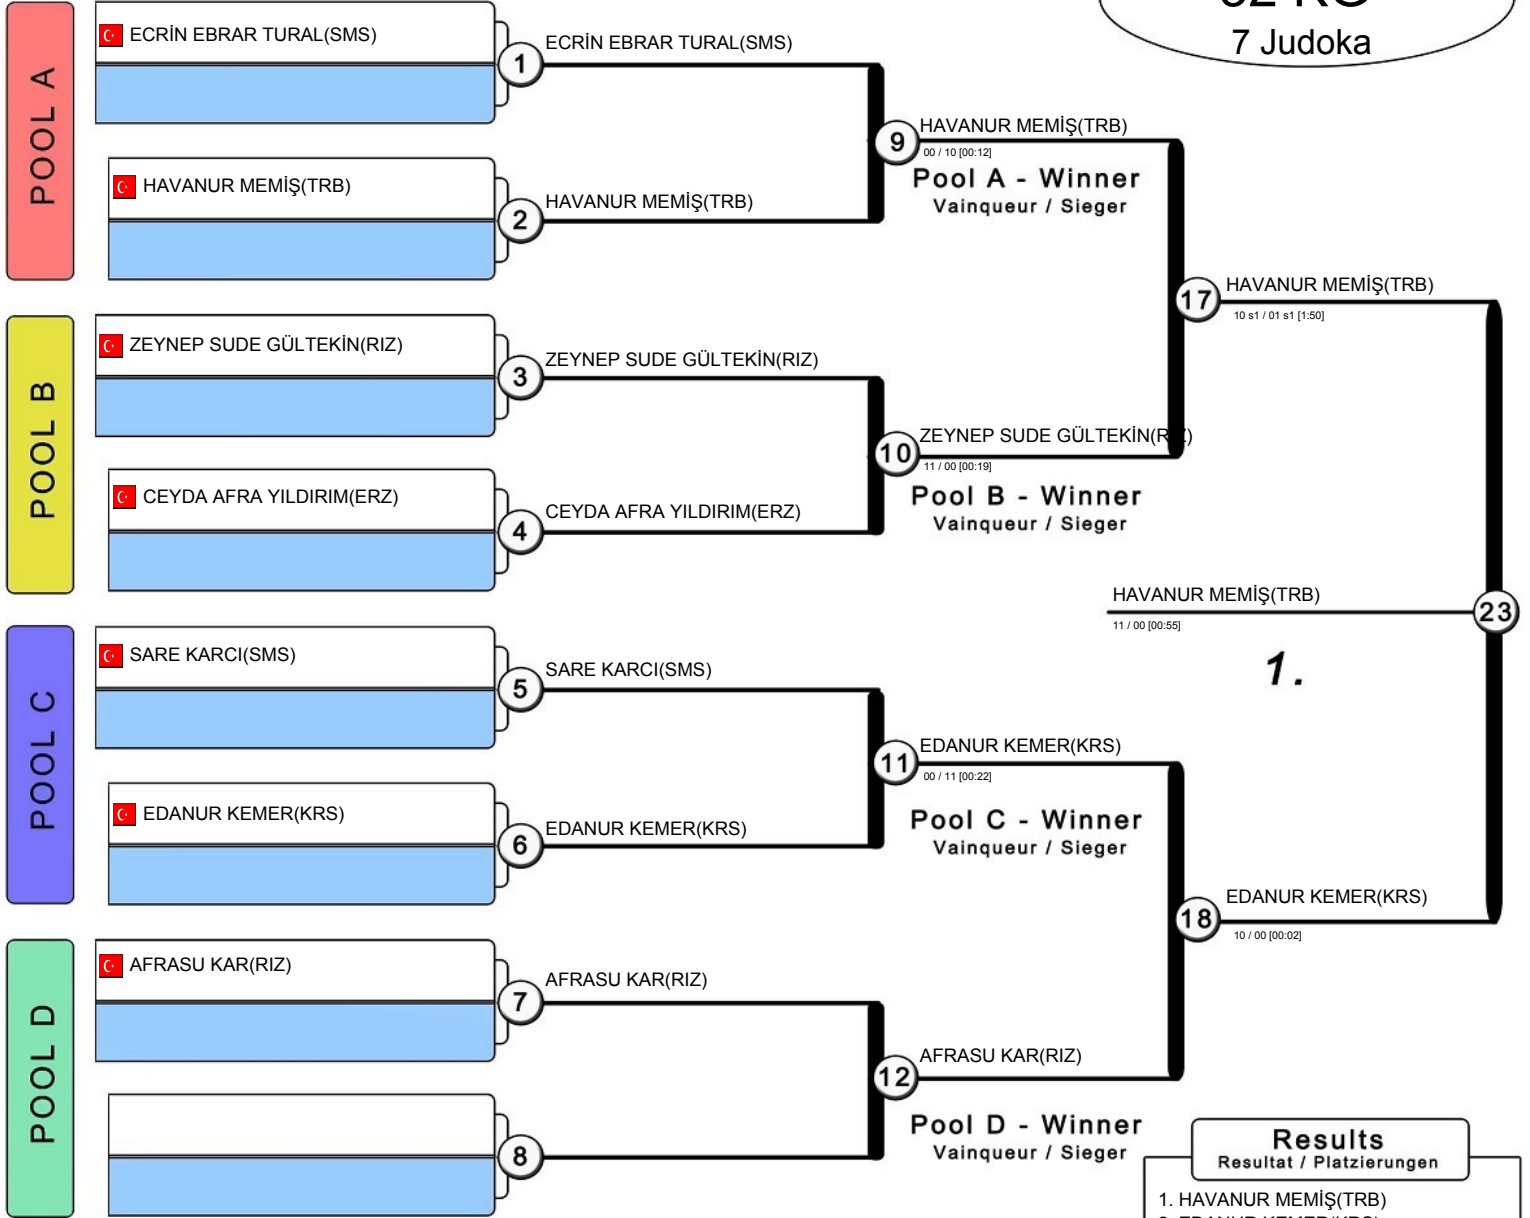 7 Judoka
POOL A
ECRİN EBRAR TURAL(SMS)
1
ECRİN EBRAR TURAL(SMS)
HAVANUR MEMİŞ(TRB)
2
HAVANUR MEMİŞ(TRB)
9
HAVANUR MEMİŞ(TRB)
00 / 10 [00:12]
Pool A - Winner
Vainqueur / Sieger
POOL B
ZEYNEP SUDE GÜLTEKİN(RIZ)
3
ZEYNEP SUDE GÜLTEKİN(RIZ)
CEYDA AFRA YILDIRIM(ERZ)
4
CEYDA AFRA YILDIRIM(ERZ)
10
ZEYNEP SUDE GÜLTEKİN(RIZ)
11 / 00 [00:19]
Pool B - Winner
Vainqueur / Sieger
17
HAVANUR MEMİŞ(TRB)
10 s1 / 01 s1 [1:50]
POOL C
SARE KARCI(SMS)
5
SARE KARCI(SMS)
EDANUR KEMER(KRS)
6
EDANUR KEMER(KRS)
11
EDANUR KEMER(KRS)
00 / 11 [00:22]
Pool C - Winner
Vainqueur / Sieger
POOL D
AFRASU KAR(RIZ)
7
AFRASU KAR(RIZ)
8
12
AFRASU KAR(RIZ)
Pool D - Winner
Vainqueur / Sieger
18
EDANUR KEMER(KRS)
10 / 00 [00:02]
HAVANUR MEMİŞ(TRB)
23
11 / 00 [00:55]
1.
Results
Resultat / Platzierungen
1. HAVANUR MEMİŞ(TRB)